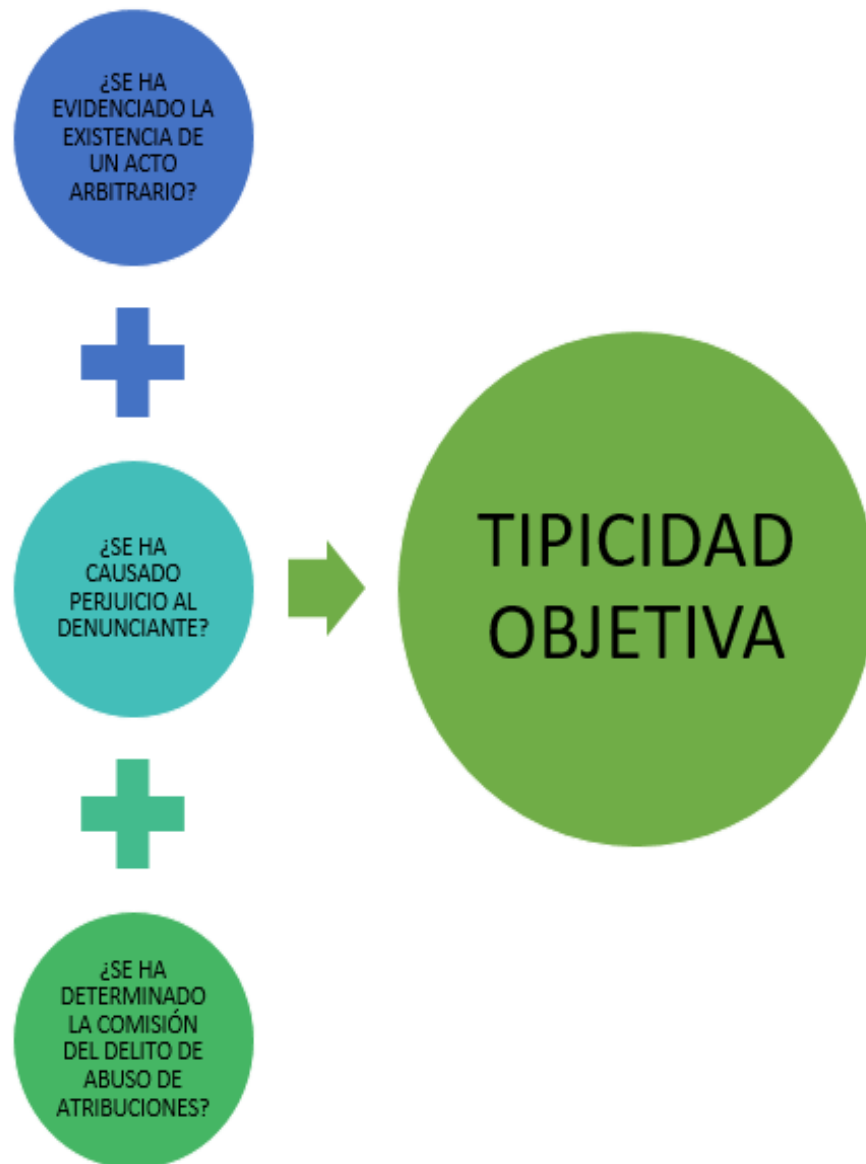 ¿SE HA
EVIDENCIADO LA
EXISTENCIA DE
UN ACTO
ARBITRARIO?
¿SE HA
CAUSADO
PERJUICIO AL
DENUNCIANTE?
¿SE HA
DETERMINADO
LA COMISIÓN
DEL DELITO DE
ABUSO DE
ATRIBUCIONES?
TIPICIDAD
OBJETIVA